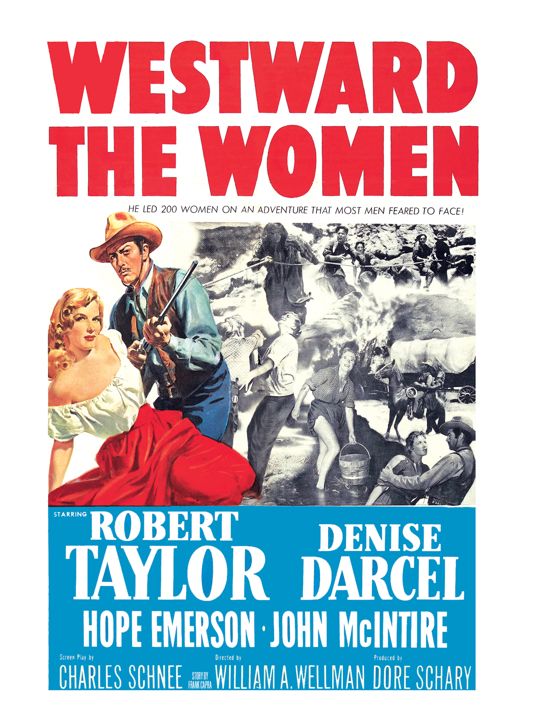 WESTWARD
THE WOMEN
HE LED 200 WOMEN ON AN ADVENTURE THAT MOST MEN FEARED TO FACE!
STARRING
ROBERT TAYLOR
DENISE DARCEL
HOPE EMERSON · JOHN McINTIRE
Screen Play by
CHARLES SCHNEE
STORY BY
FRANK CAPRA
Directed by
WILLIAM A. WELLMAN
Produced by
DORE SCHARY